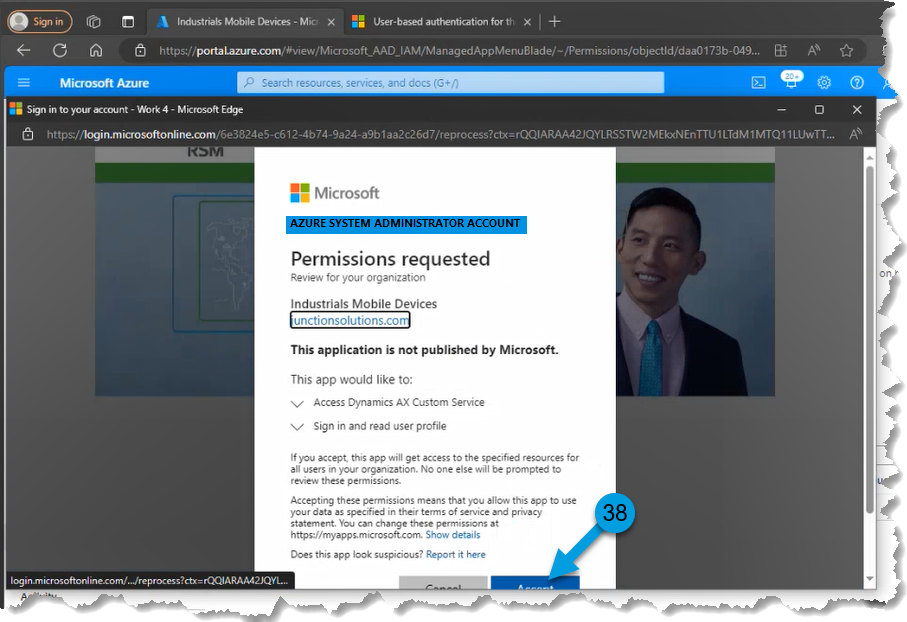 Sign in
Industrials Mobile Devices - Mic
User-based authentication for th
https://portal.azure.com/#view/Microsoft_AAD_IAM/ManagedAppMenuBlade/~/Permissions/objectId/daa0173b-049...
Microsoft Azure
Search resources, services, and docs (G+/)
20+
Sign in to your account - Work 4 - Microsoft Edge
https://login.microsoftonline.com/6e3824e5-c612-4b74-9a24-a9b1aa2c26d7/reprocess?ctx=rQQIARAA42JQYLRSSTW2MEkxNEnTTU1LTdM1MTQ11LUwTT...
RSM
Microsoft
AZURE SYSTEM ADMINISTRATOR ACCOUNT
Permissions requested
Review for your organization
Industrials Mobile Devices
junctionsolutions.com
This application is not published by Microsoft.
This app would like to:
Access Dynamics AX Custom Service
Sign in and read user profile
If you accept, this app will get access to the specified resources for
all users in your organization. No one else will be prompted to
review these permissions.
Accepting these permissions means that you allow this app to use
your data as specified in their terms of service and privacy
statement. You can change these permissions at
https://myapps.microsoft.com. Show details
Does this app look suspicious? Report it here
38
Cancel
Accept
login.microsoftonline.com/.../reprocess?ctx=rQQIARAA42JQYL...
Activity